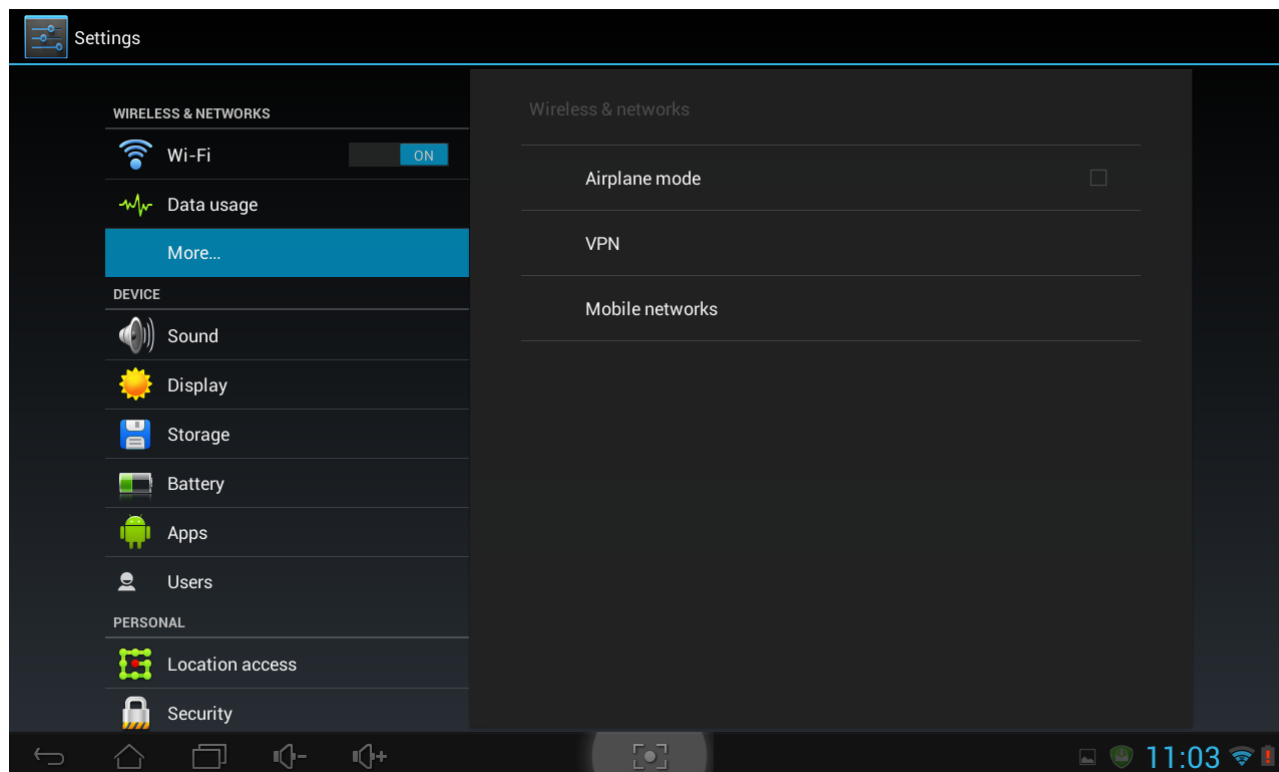 Settings
WIRELESS & NETWORKS
Wi-Fi ON
Data usage
More...
DEVICE
Sound
Display
Storage
Battery
Apps
Users
PERSONAL
Location access
Security
Wireless & networks
Airplane mode
VPN
Mobile networks
11:03